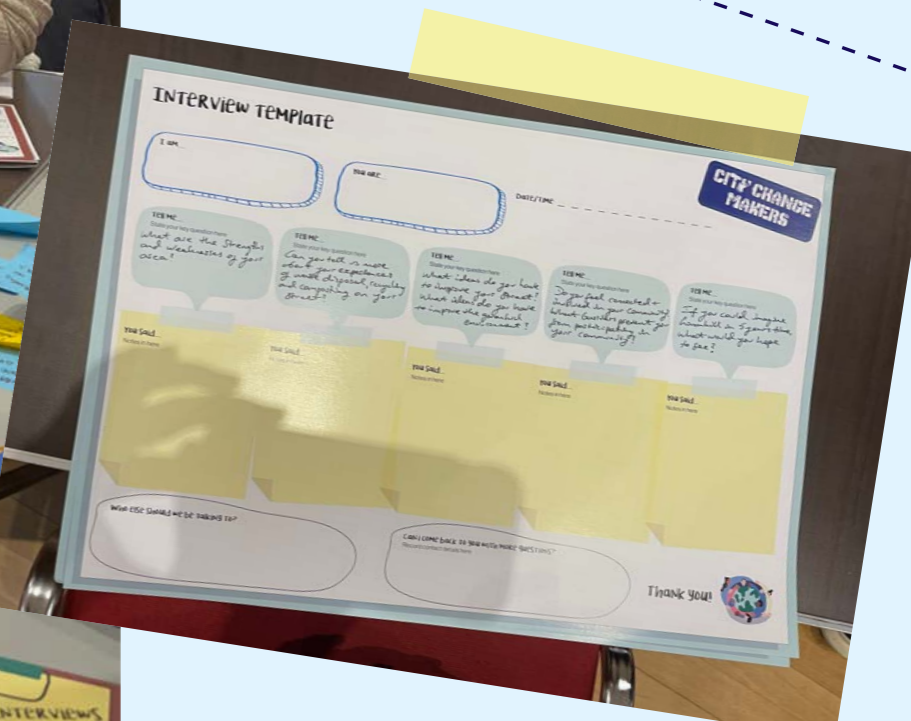 INTERVIEW TEMPLATE
I AM...
YOU ARE...
DATE/TIME
CITY CHANGE
MAKERS
TELL ME...
State your key question here
What are the strengths
and weaknesses of your
area?
TELL ME...
State your key question here
Can you tell us more
about your experiences
of waste disposal, recycling
and composting on your
street?
TELL ME...
State your key question here
What ideas do you have
to improve your street?
What ideas do you have
to improve the
environment?
TELL ME...
State your key question here
Do you feel connected +
in your community
What barriers prevent you
from participating in
your community?
TELL ME...
State your key question here
If you could imagine
in 5 years time
what would you hope
to see?
You Said...
Notes in here
You Said...
You Said...
Notes in here
You Said...
Notes in here
You Said...
Notes in here
Who else should we be talking to?
Can I come back to you with more questions?
Record contact details here
Thank you!
INTERVIEWS